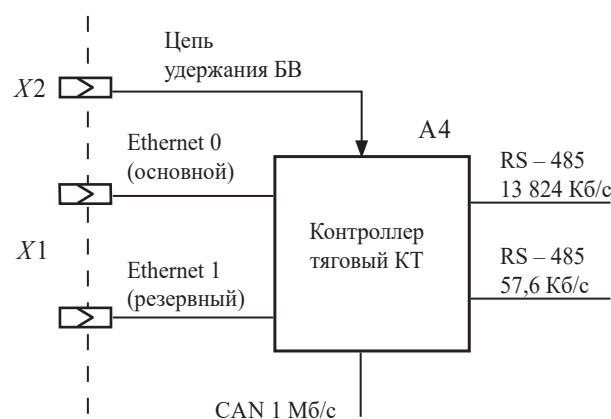 Цепь
удержания БВ
X2
A4
Ethernet 0
(основной)
RS – 485
13 824 Кб/с
X1
Контроллер
тяговый КТ
Ethernet 1
(резервный)
RS – 485
57,6 Кб/с
CAN 1 Мб/с